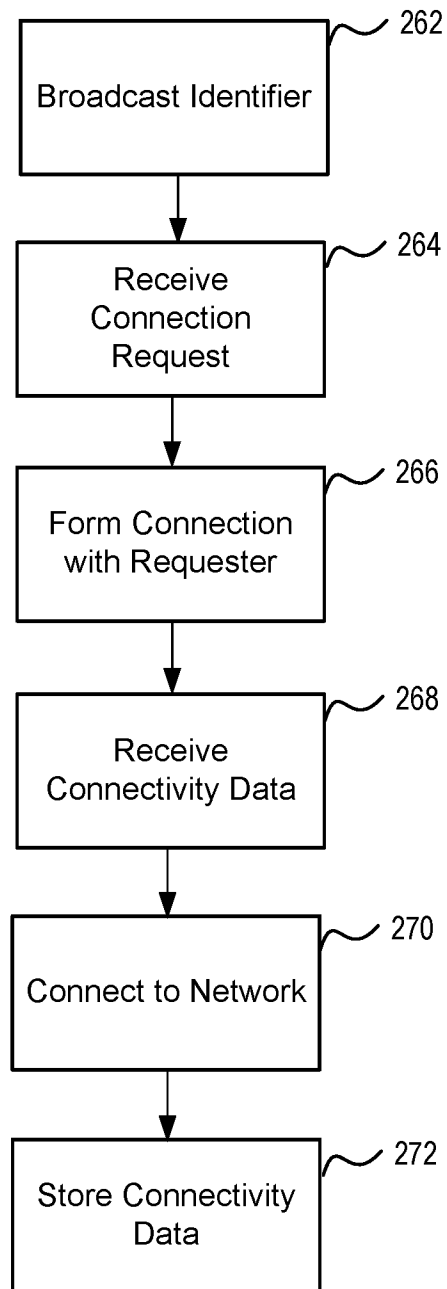 262
Broadcast Identifier
264
Receive
Connection
Request
266
Form Connection
with Requester
268
Receive
Connectivity Data
270
Connect to Network
272
Store Connectivity
Data